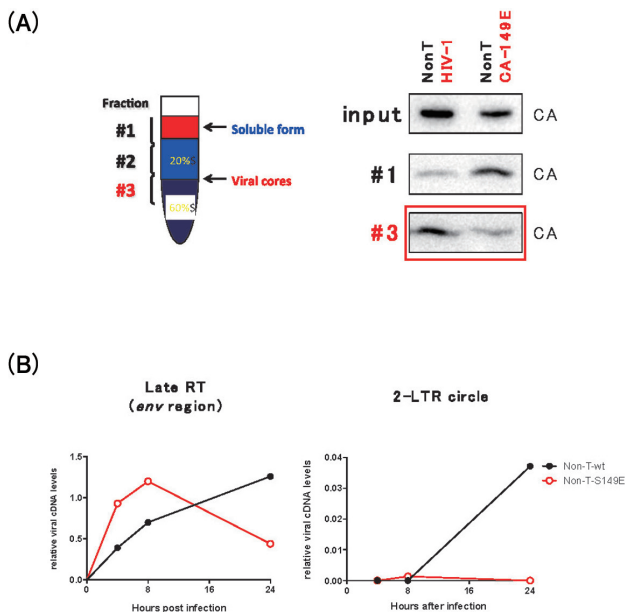 (A)
Fraction
#1
#2
#3
Soluble form
20%S
Viral cores
60%S
NonT
HIV-1
NonT
CA-149E
input
CA
#1
CA
#3
CA
(B)
Late RT
(env region)
relative viral cDNA levels
1.5
1.0
0.5
0.0
0
8
16
24
Hours post infection
2-LTR circle
relative viral cDNA levels
0.04
0.03
0.02
0.01
0.00
0
8
16
24
Hours after infection
Non-T-wt
Non-T-S149E